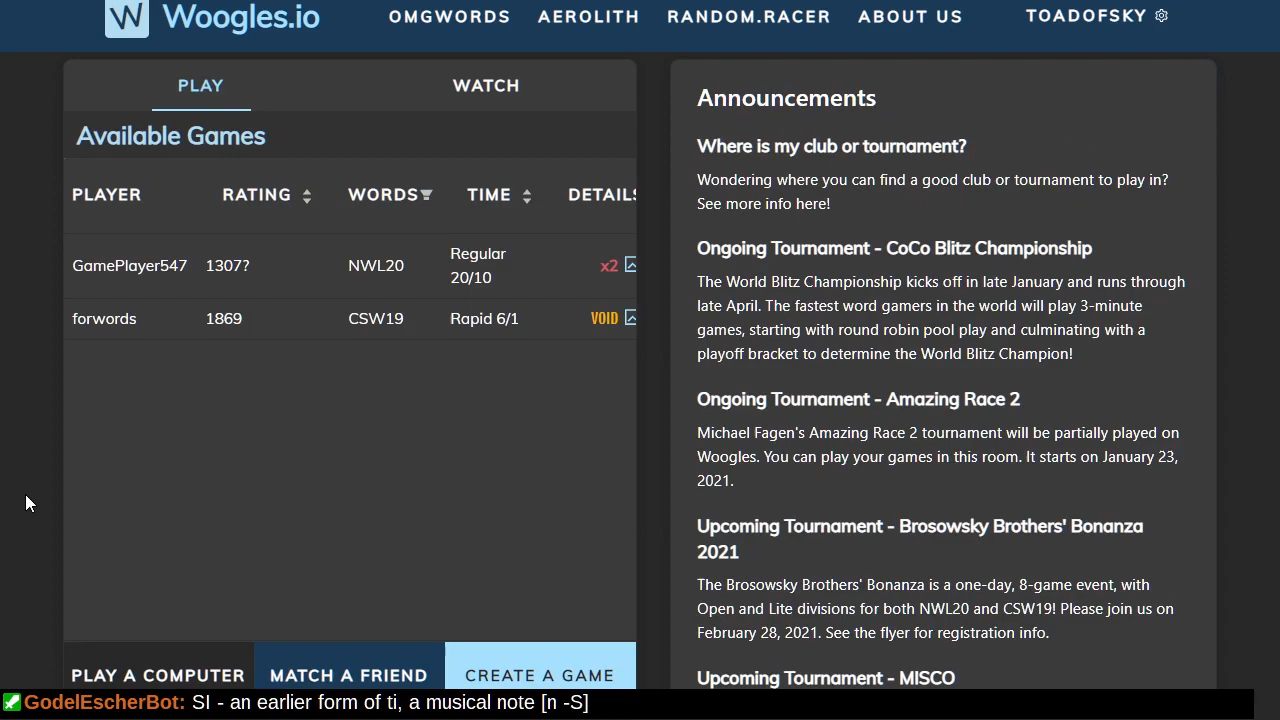 W Woogles.io
OMGWORDS AEROLITH RANDOM.RACER ABOUT US TOADOFSKY
PLAY WATCH
Available Games
PLAYER RATING WORDS TIME DETAILS
GamePlayer547 1307? NWL20 Regular 20/10 x2
forwords 1869 CSW19 Rapid 6/1 VOID
PLAY A COMPUTER MATCH A FRIEND CREATE A GAME
Announcements
Where is my club or tournament?
Wondering where you can find a good club or tournament to play in?
See more info here!
Ongoing Tournament - CoCo Blitz Championship
The World Blitz Championship kicks off in late January and runs through
late April. The fastest word gamers in the world will play 3-minute
games, starting with round robin pool play and culminating with a
playoff bracket to determine the World Blitz Champion!
Ongoing Tournament - Amazing Race 2
Michael Fagen's Amazing Race 2 tournament will be partially played on
Woogles. You can play your games in this room. It starts on January 23,
2021.
Upcoming Tournament - Brosowsky Brothers' Bonanza
2021
The Brosowsky Brothers' Bonanza is a one-day, 8-game event, with
Open and Lite divisions for both NWL20 and CSW19! Please join us on
February 28, 2021. See the flyer for registration info.
Upcoming Tournament - MISCO
GodelEscherBot: SI - an earlier form of ti, a musical note [n -S]